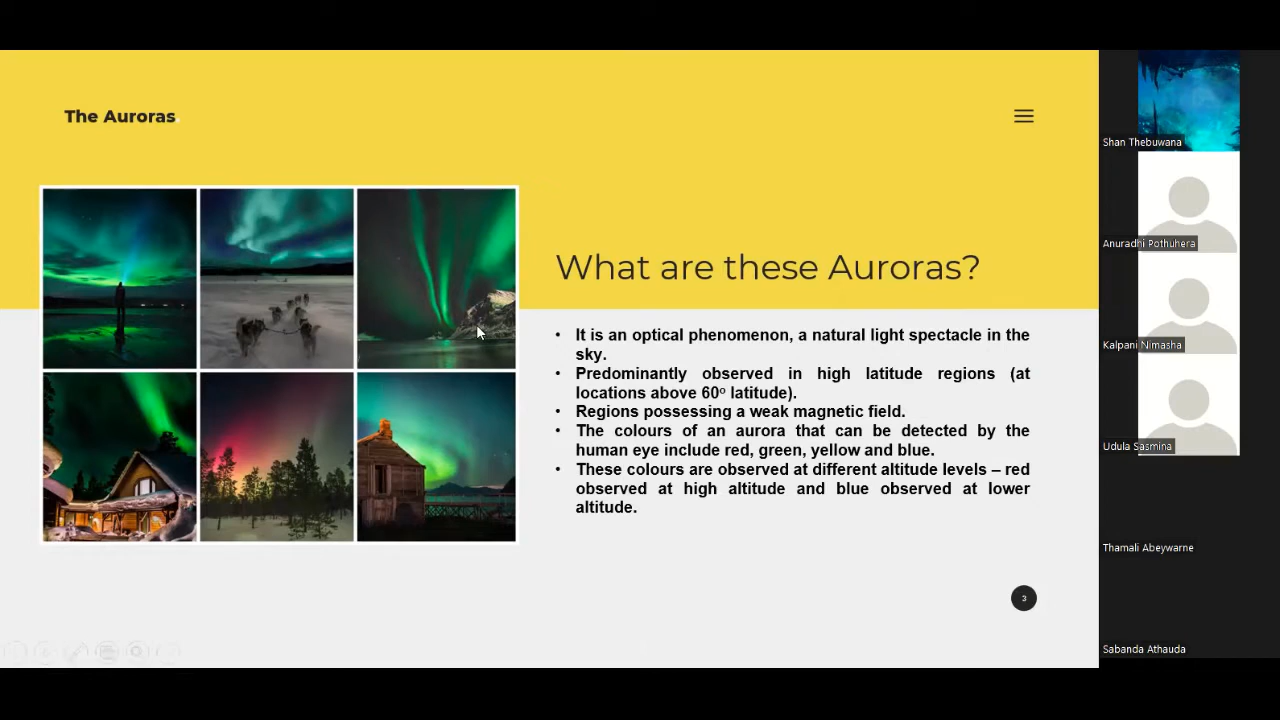 The Auroras.
What are these Auroras?
• It is an optical phenomenon, a natural light spectacle in the
sky.
• Predominantly observed in high latitude regions (at
locations above 60º latitude).
• Regions possessing a weak magnetic field.
• The colours of an aurora that can be detected by the
human eye include red, green, yellow and blue.
• These colours are observed at different altitude levels – red
observed at high altitude and blue observed at lower
altitude.
3
Shan Thebuwana
Anuradhi Pothuhera
Kalpani Nimasha
Udula Sasmina
Thamali Abeywarne
Sabanda Athauda